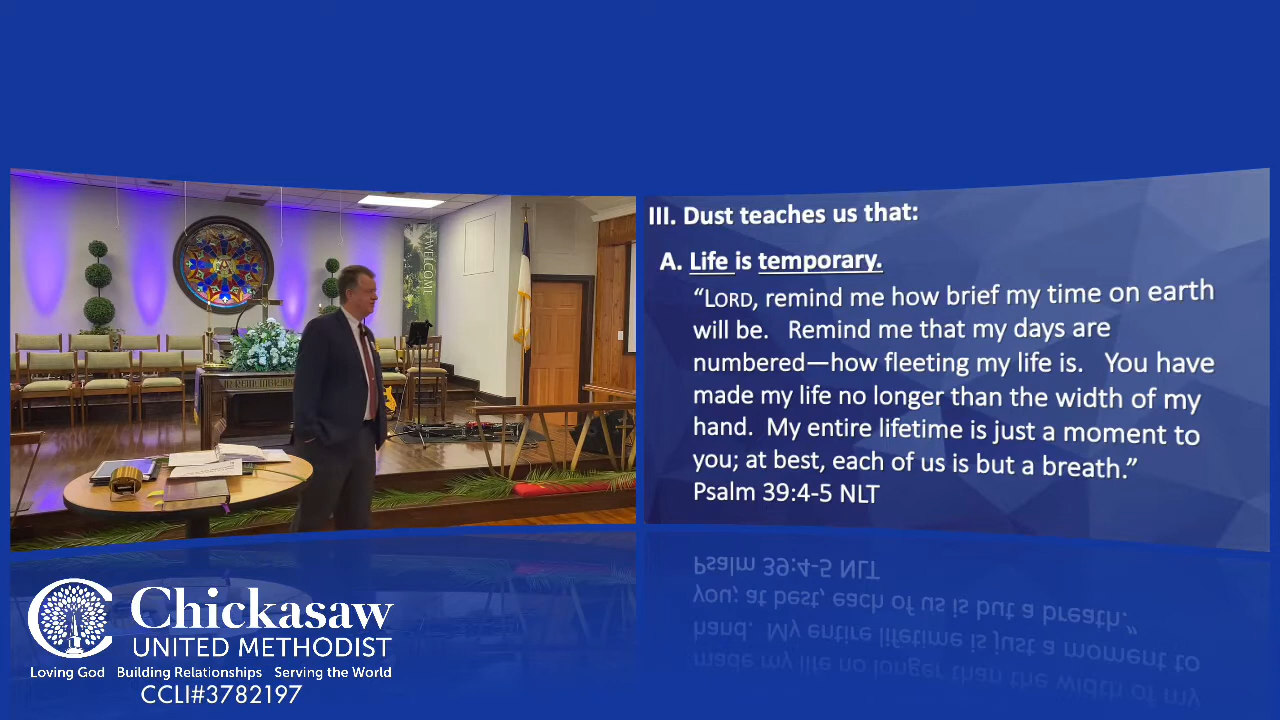 WELCOME
IN REMEMBRANCE
III. Dust teaches us that:
A. Life is temporary.
“LORD, remind me how brief my time on earth
will be. Remind me that my days are
numbered—how fleeting my life is. You have
made my life no longer than the width of my
hand. My entire lifetime is just a moment to
you; at best, each of us is but a breath.”
Psalm 39:4-5 NLT
Chickasaw
UNITED METHODIST
Loving God Building Relationships Serving the World
CCLI#3782197